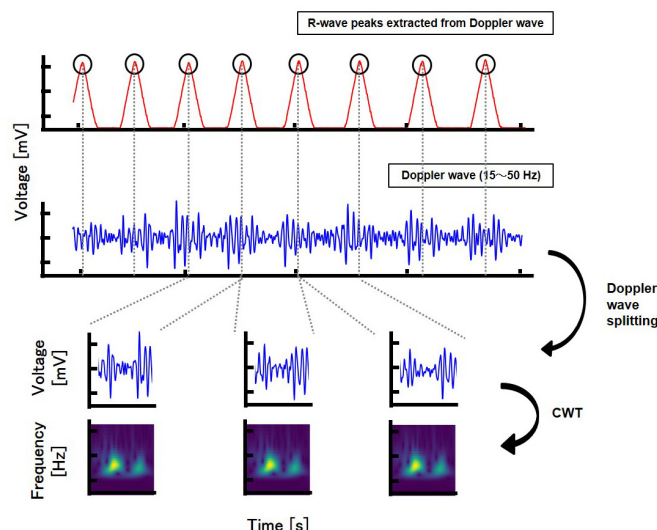 R-wave peaks extracted from Doppler wave
Voltage [mV]
Doppler wave (15～50 Hz)
Doppler
wave
splitting
Voltage
[mV]
CWT
Frequency
[Hz]
Time [s]